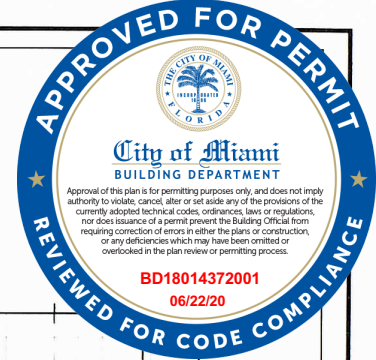 APPROVED FOR PERMIT
THE CITY OF MIAMI
INCORPORATED
18 96
FLORIDA
City of Miami
BUILDING DEPARTMENT
Approval of this plan is for permitting purposes only, and does not imply
authority to violate, cancel, alter or set aside any of the provisions of the
currently adopted technical codes, ordinances, laws or regulations,
nor does issuance of a permit prevent the Building Official from
requiring correction of errors in either the plans or construction,
or any deficiencies which may have been omitted or
overlooked in the plan review or permitting process.
BD18014372001
06/22/20
REVIEWED FOR CODE COMPLIANCE